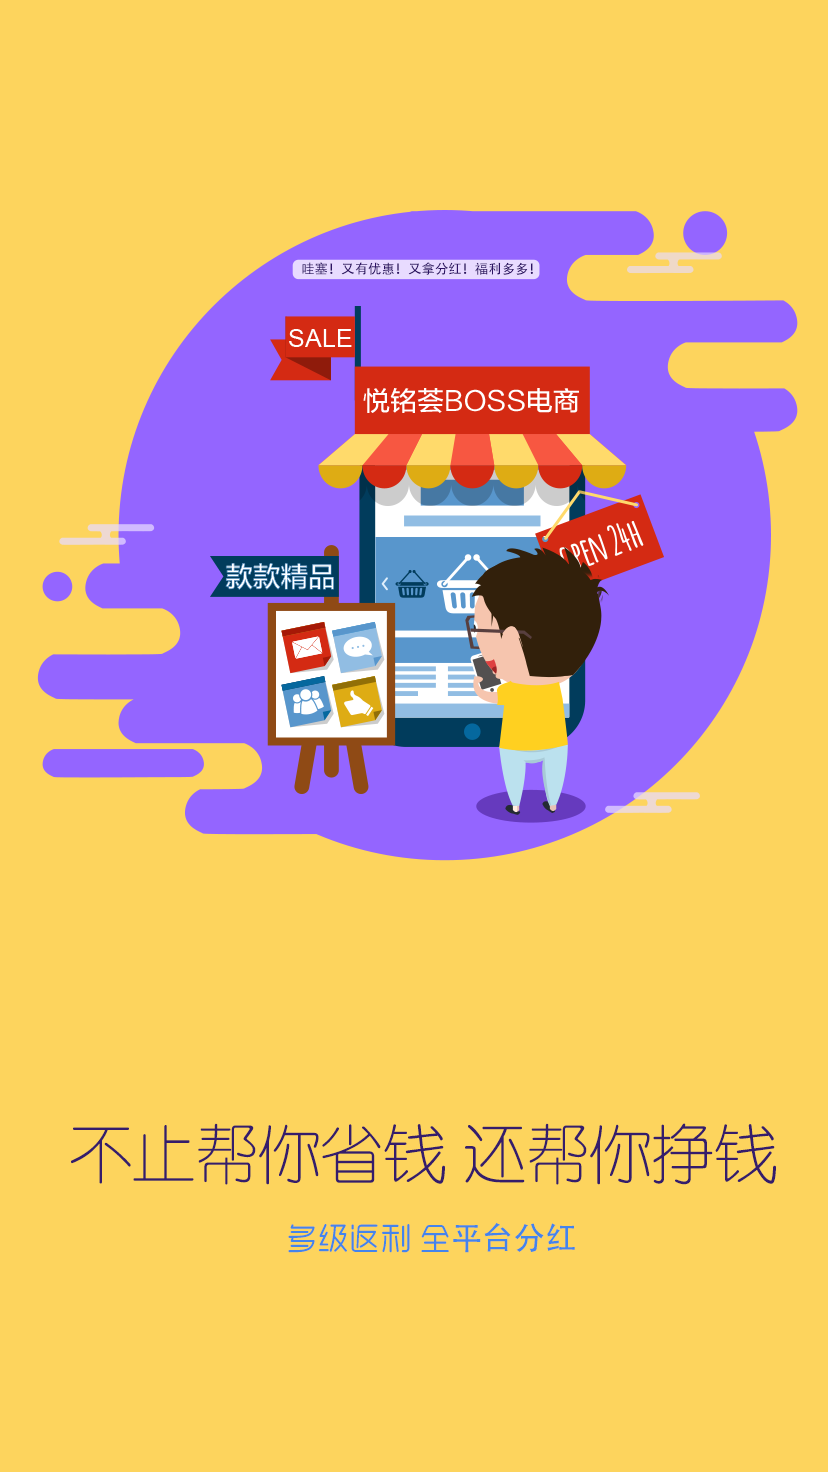 哇塞！又有优惠！又拿分红！福利多多！
SALE
悦铭荟BOSS电商
OPEN 24H
款款精品
不止帮你省钱 还帮你挣钱
多级返利 全平台分红